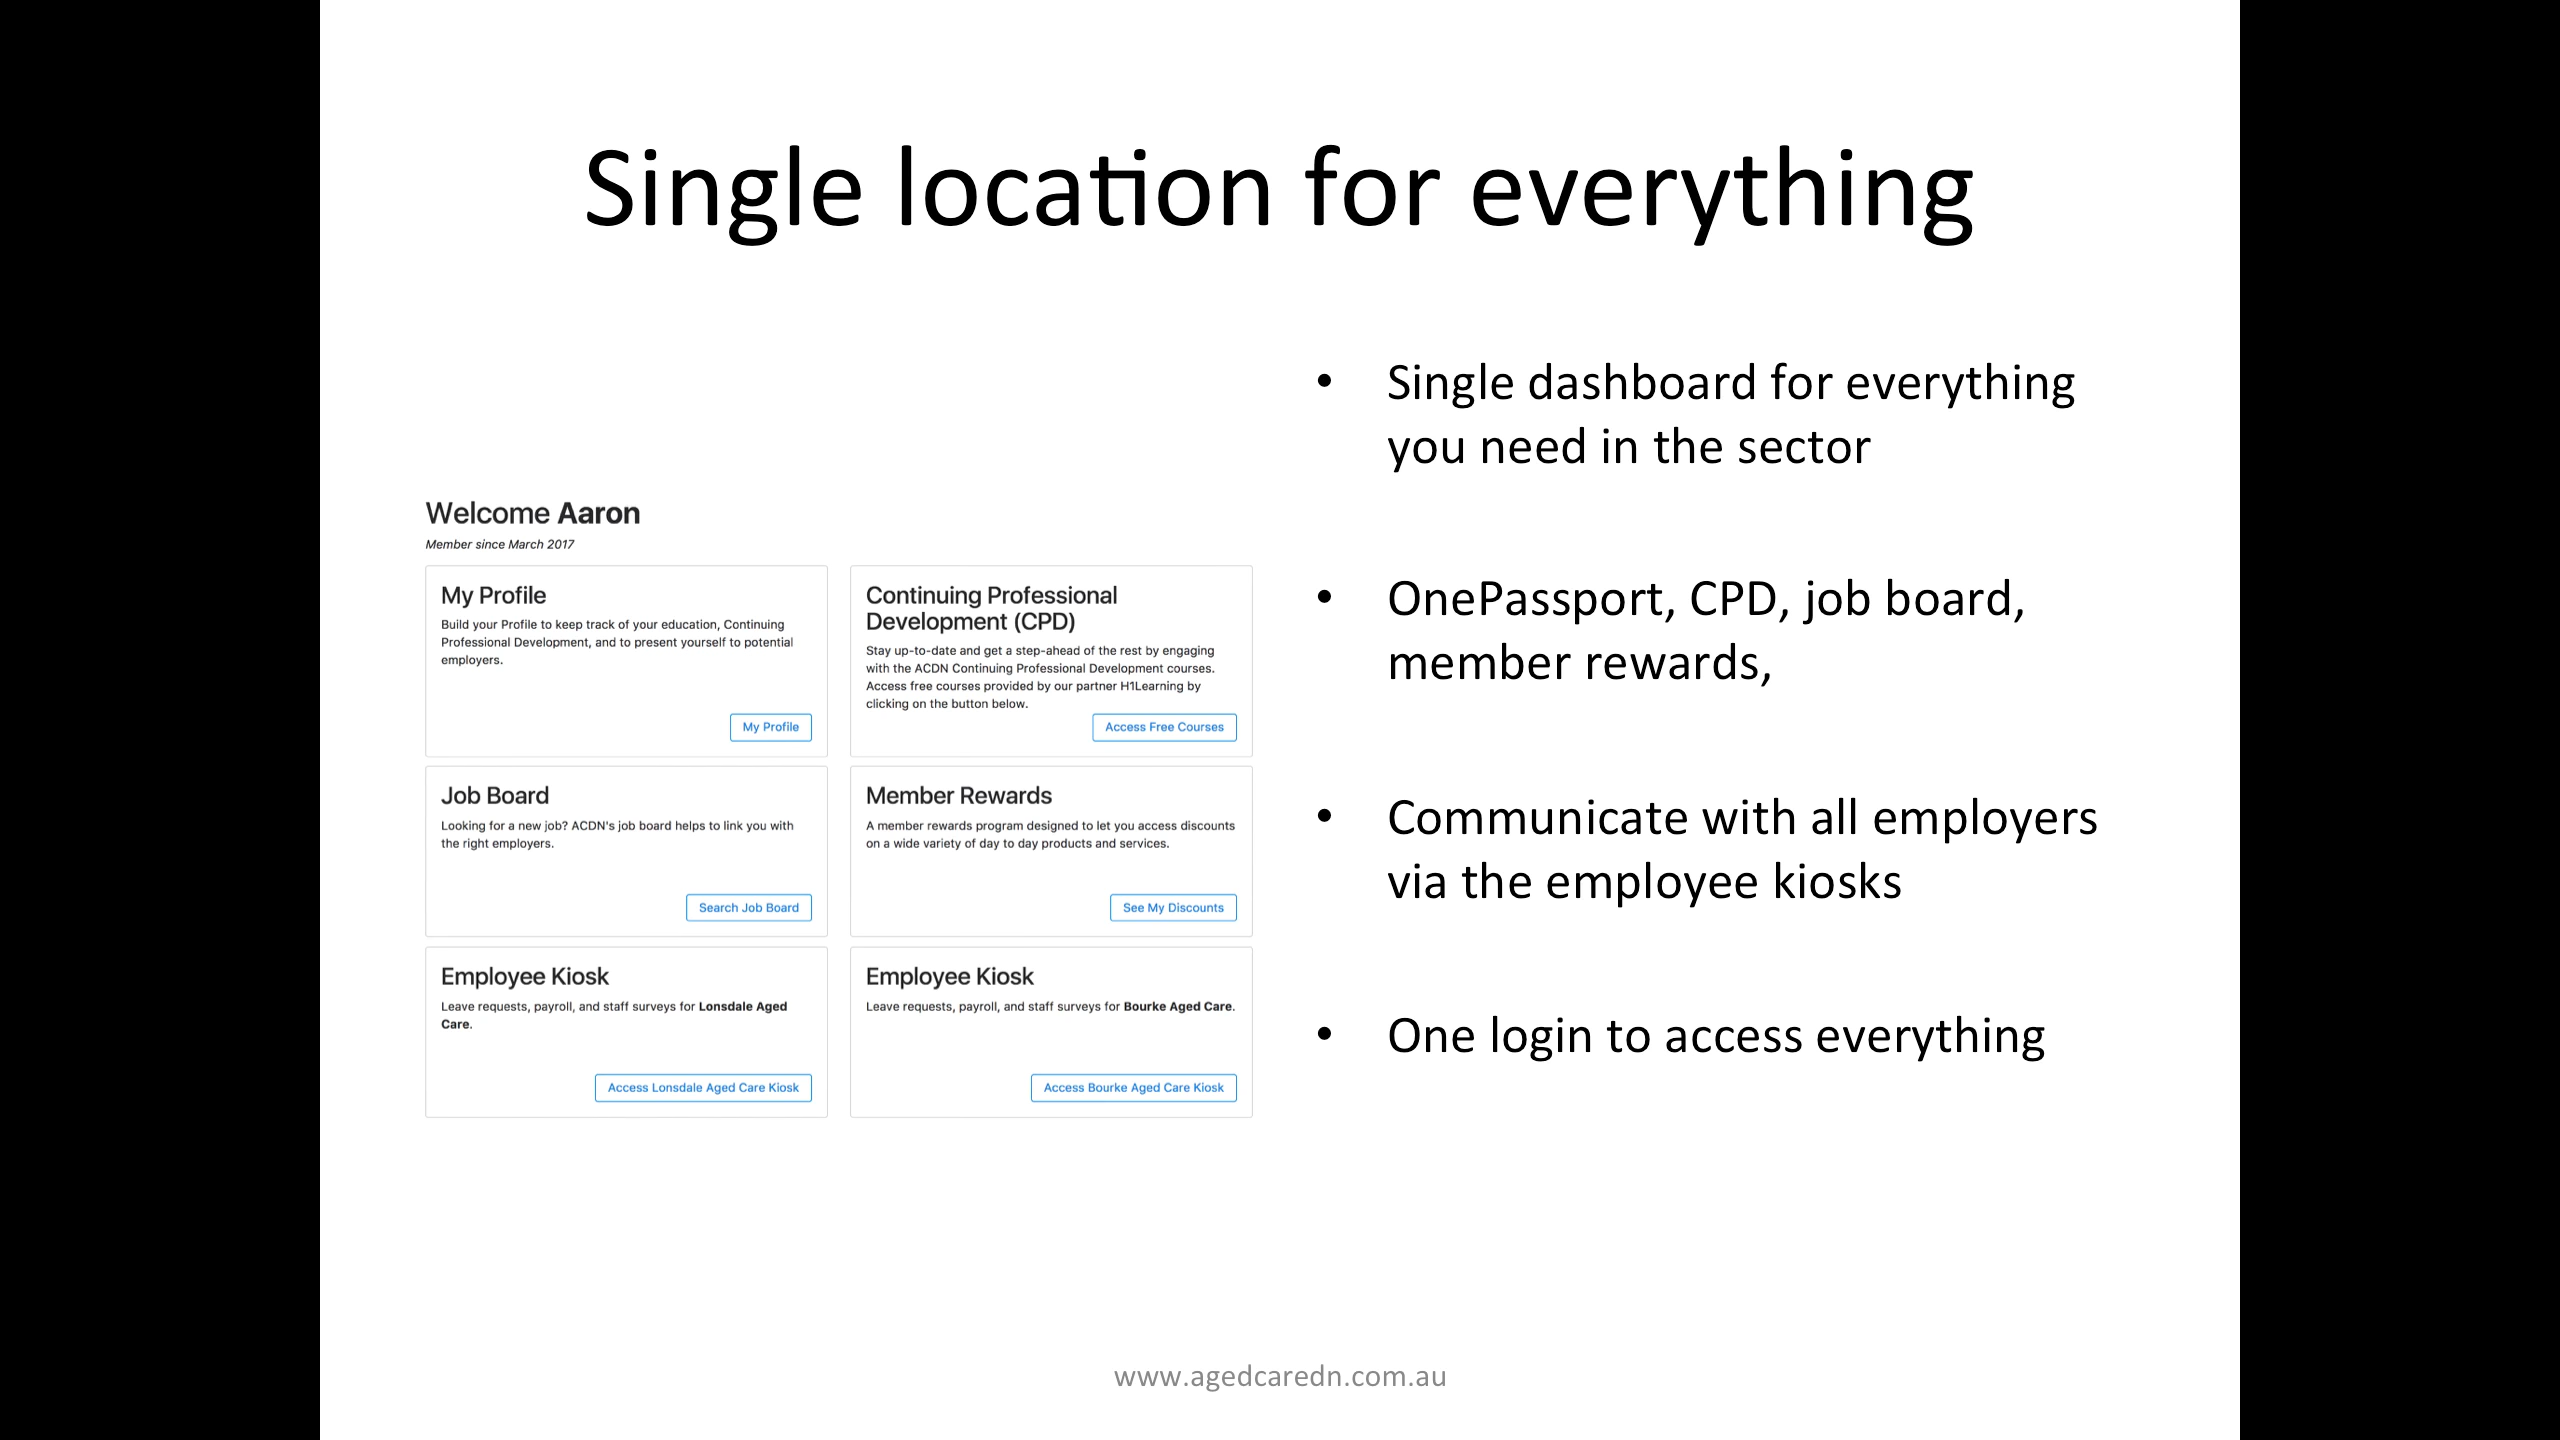 Single location for everything
Welcome Aaron
Member since March 2017
My Profile
Build your Profile to keep track of your education, Continuing
Professional Development, and to present yourself to potential
employers.
My Profile
Continuing Professional
Development (CPD)
Stay up-to-date and get a step-ahead of the rest by engaging
with the ACDN Continuing Professional Development courses.
Access free courses provided by our partner H1Learning by
clicking on the button below.
Access Free Courses
Job Board
Looking for a new job? ACDN's job board helps to link you with
the right employers.
Search Job Board
Member Rewards
A member rewards program designed to let you access discounts
on a wide variety of day to day products and services.
See My Discounts
Employee Kiosk
Leave requests, payroll, and staff surveys for Lonsdale Aged
Care.
Access Lonsdale Aged Care Kiosk
Employee Kiosk
Leave requests, payroll, and staff surveys for Bourke Aged Care.
Access Bourke Aged Care Kiosk
• Single dashboard for everything
you need in the sector
• OnePassport, CPD, job board,
member rewards,
• Communicate with all employers
via the employee kiosks
• One login to access everything
www.agedcaredn.com.au